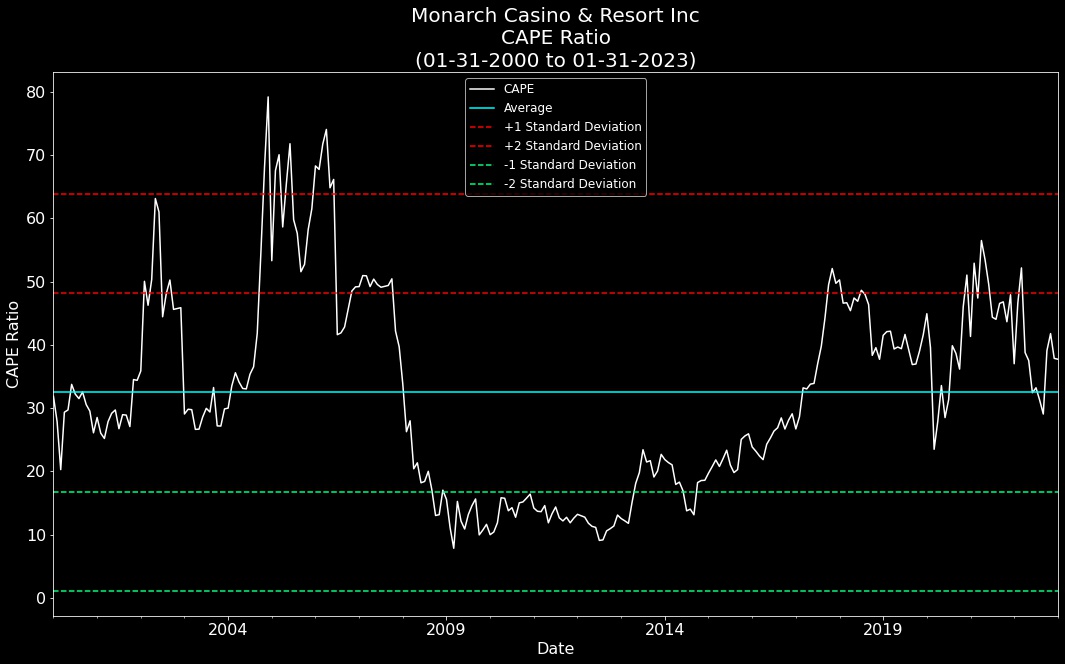 Monarch Casino & Resort Inc
CAPE Ratio
(01-31-2000 to 01-31-2023)
CAPE
Average
+1 Standard Deviation
+2 Standard Deviation
-1 Standard Deviation
-2 Standard Deviation
CAPE Ratio
80
70
60
50
40
30
20
10
0
2004
2009
2014
2019
Date